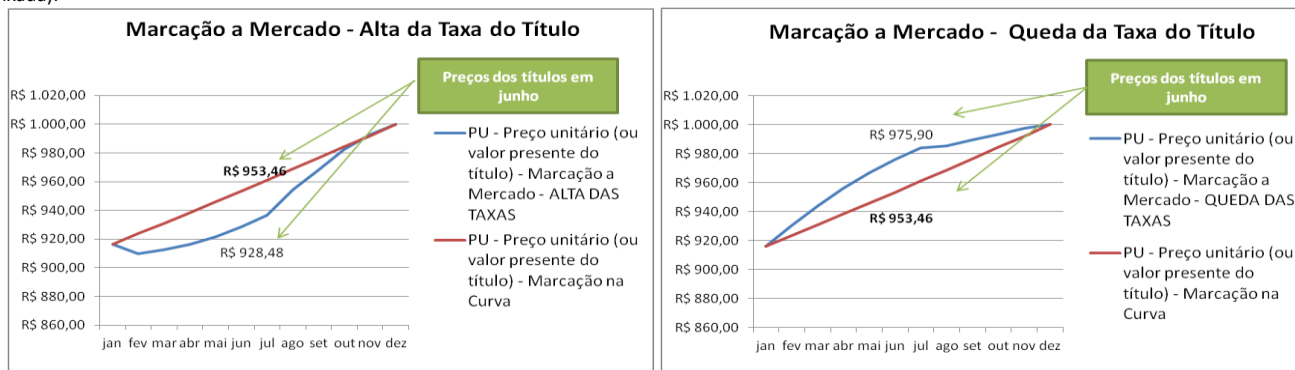 Marcação a Mercado - Alta da Taxa do Título
Preços dos títulos em
junho
R$ 1.020,00
R$ 1.000,00
R$ 980,00
R$ 960,00
R$ 940,00
R$ 920,00
R$ 900,00
R$ 880,00
R$ 860,00
R$ 953,46
R$ 928,48
jan fev mar abr mai jun jul ago set out nov dez
PU - Preço unitário (ou
valor presente do
título) - Marcação a
Mercado - ALTA DAS
TAXAS
PU - Preço unitário (ou
valor presente do
título) - Marcação na
Curva
Marcação a Mercado - Queda da Taxa do Título
Preços dos títulos em
junho
R$ 1.020,00
R$ 1.000,00
R$ 980,00
R$ 960,00
R$ 940,00
R$ 920,00
R$ 900,00
R$ 880,00
R$ 860,00
R$ 975,90
R$ 953,46
jan fev mar abr mai jun jul ago set out nov dez
PU - Preço unitário (ou
valor presente do
título) - Marcação a
Mercado - QUEDA DAS
TAXAS
PU - Preço unitário (ou
valor presente do
título) - Marcação na
Curva